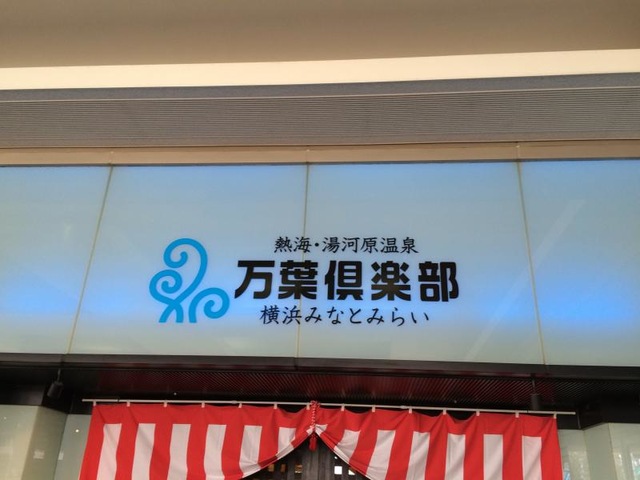 熱海・湯河原温泉
万葉倶楽部
横浜みなとみらい